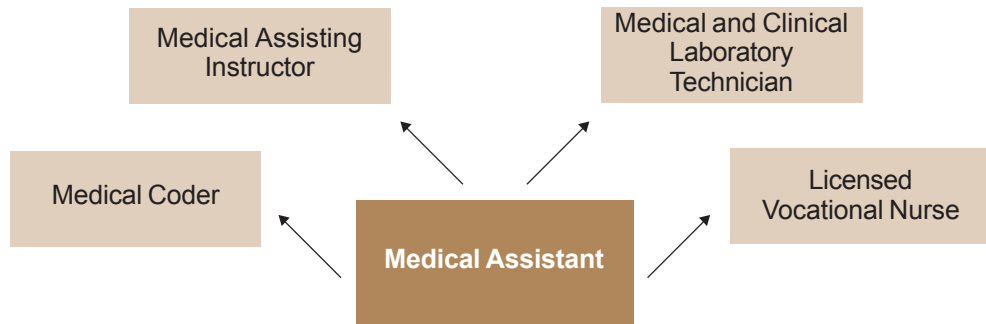 Medical Assisting
Instructor
Medical and Clinical
Laboratory
Technician
Medical Coder
Licensed
Vocational Nurse
Medical Assistant